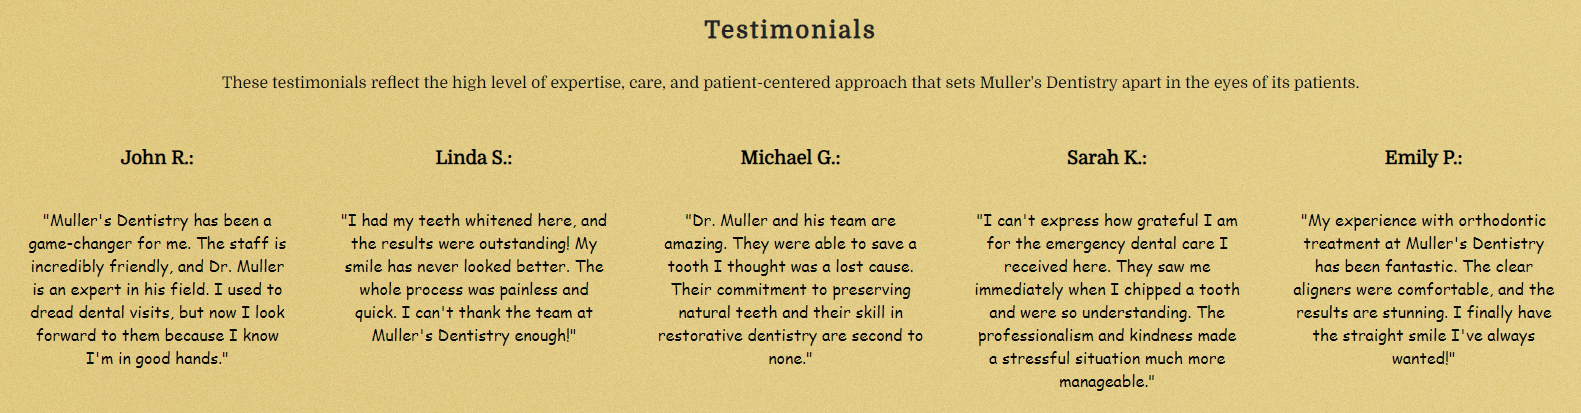 Testimonials
These testimonials reflect the high level of expertise, care, and patient-centered approach that sets Muller's Dentistry apart in the eyes of its patients.
John R.:
"Muller's Dentistry has been a
game-changer for me. The staff is
incredibly friendly, and Dr. Muller
is an expert in his field. I used to
dread dental visits, but now I look
forward to them because I know
I'm in good hands."
Linda S.:
"I had my teeth whitened here, and
the results were outstanding! My
smile has never looked better. The
whole process was painless and
quick. I can't thank the team at
Muller's Dentistry enough!"
Michael G.:
"Dr. Muller and his team are
amazing. They were able to save a
tooth I thought was a lost cause.
Their commitment to preserving
natural teeth and their skill in
restorative dentistry are second to
none."
Sarah K.:
"I can't express how grateful I am
for the emergency dental care I
received here. They saw me
immediately when I chipped a tooth
and were so understanding. The
professionalism and kindness made
a stressful situation much more
manageable."
Emily P.:
"My experience with orthodontic
treatment at Muller's Dentistry
has been fantastic. The clear
aligners were comfortable, and the
results are stunning. I finally have
the straight smile I've always
wanted!"